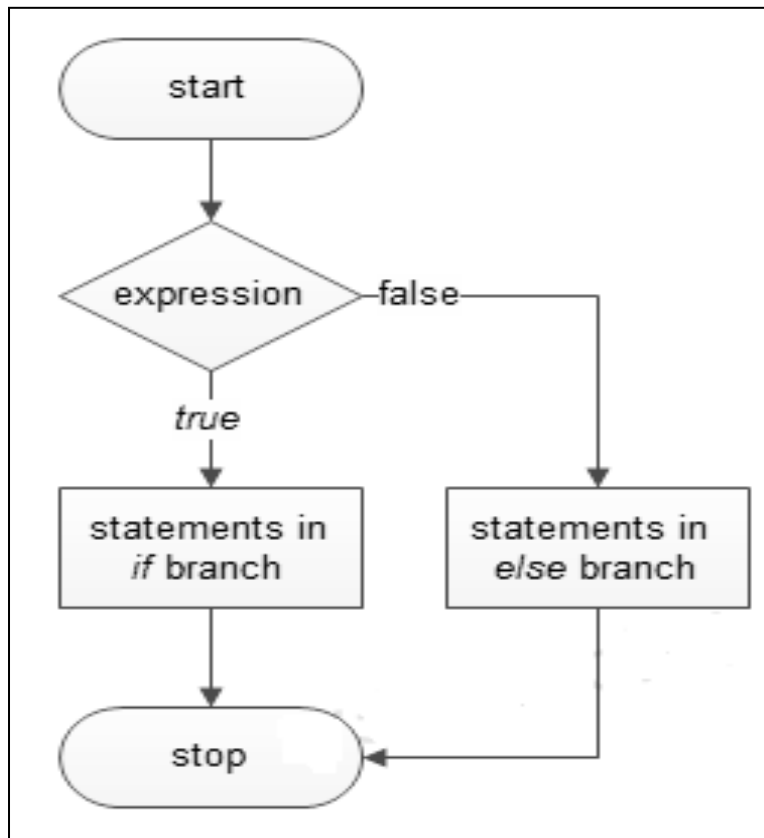 start
expression
false
true
statements in
if branch
statements in
else branch
stop